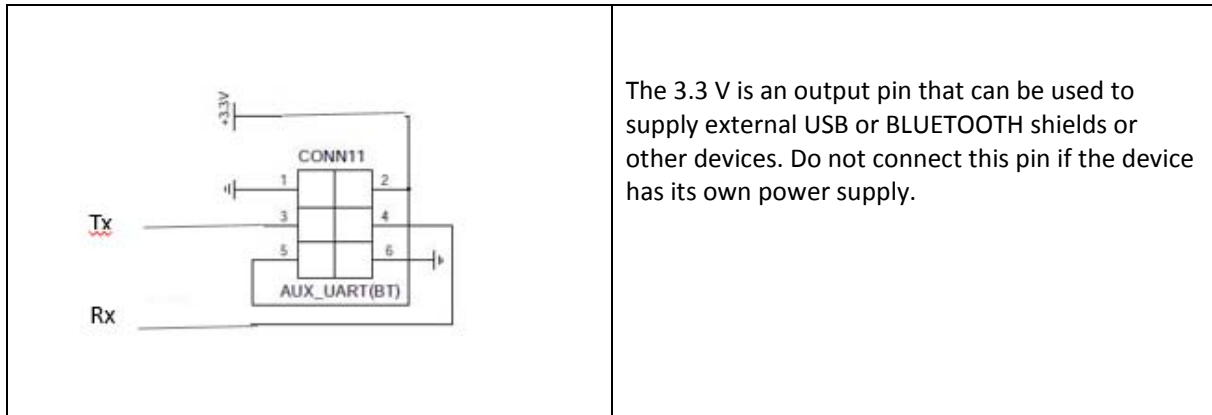 +3.3V
CONN11
1
2
Tx
3
4
5
6
AUX_UART(BT)
Rx
The 3.3 V is an output pin that can be used to
supply external USB or BLUETOOTH shields or
other devices. Do not connect this pin if the device
has its own power supply.